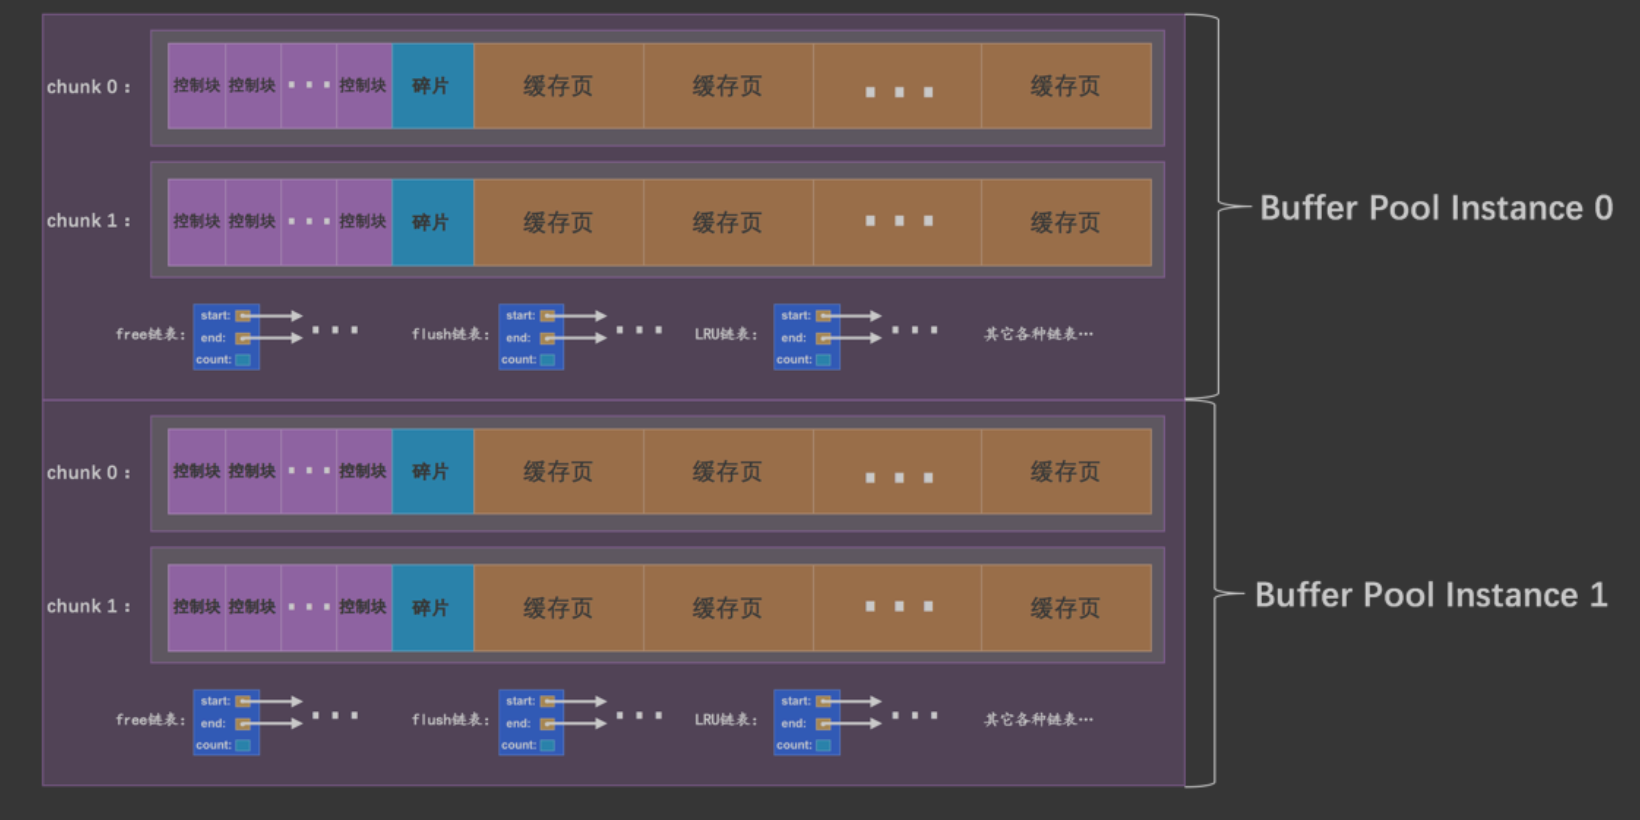 chunk 0：
控制块 控制块 ··· 控制块 碎片 缓存页 缓存页 ··· 缓存页
chunk 1：
控制块 控制块 ··· 控制块 碎片 缓存页 缓存页 ··· 缓存页
Buffer Pool Instance 0
free链表:
start:
end:
count:
···
flush链表:
start:
end:
count:
···
LRU链表:
start:
end:
count:
···
其它各种链表…
chunk 0：
控制块 控制块 ··· 控制块 碎片 缓存页 缓存页 ··· 缓存页
chunk 1：
控制块 控制块 ··· 控制块 碎片 缓存页 缓存页 ··· 缓存页
Buffer Pool Instance 1
free链表:
start:
end:
count:
···
flush链表:
start:
end:
count:
···
LRU链表:
start:
end:
count:
···
其它各种链表…